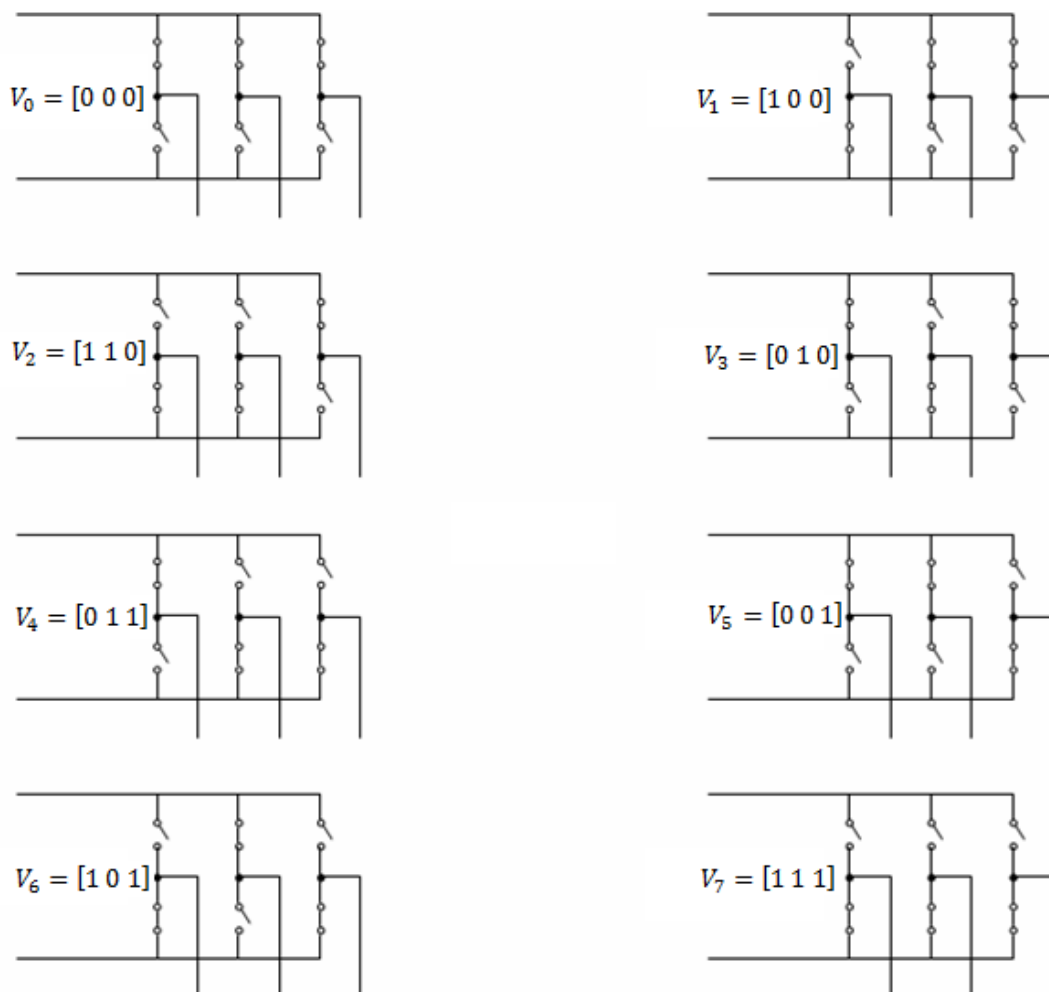 V₀ = [0 0 0]
V₁ = [1 0 0]
V₂ = [1 1 0]
V₃ = [0 1 0]
V₄ = [0 1 1]
V₅ = [0 0 1]
V₆ = [1 0 1]
V₇ = [1 1 1]